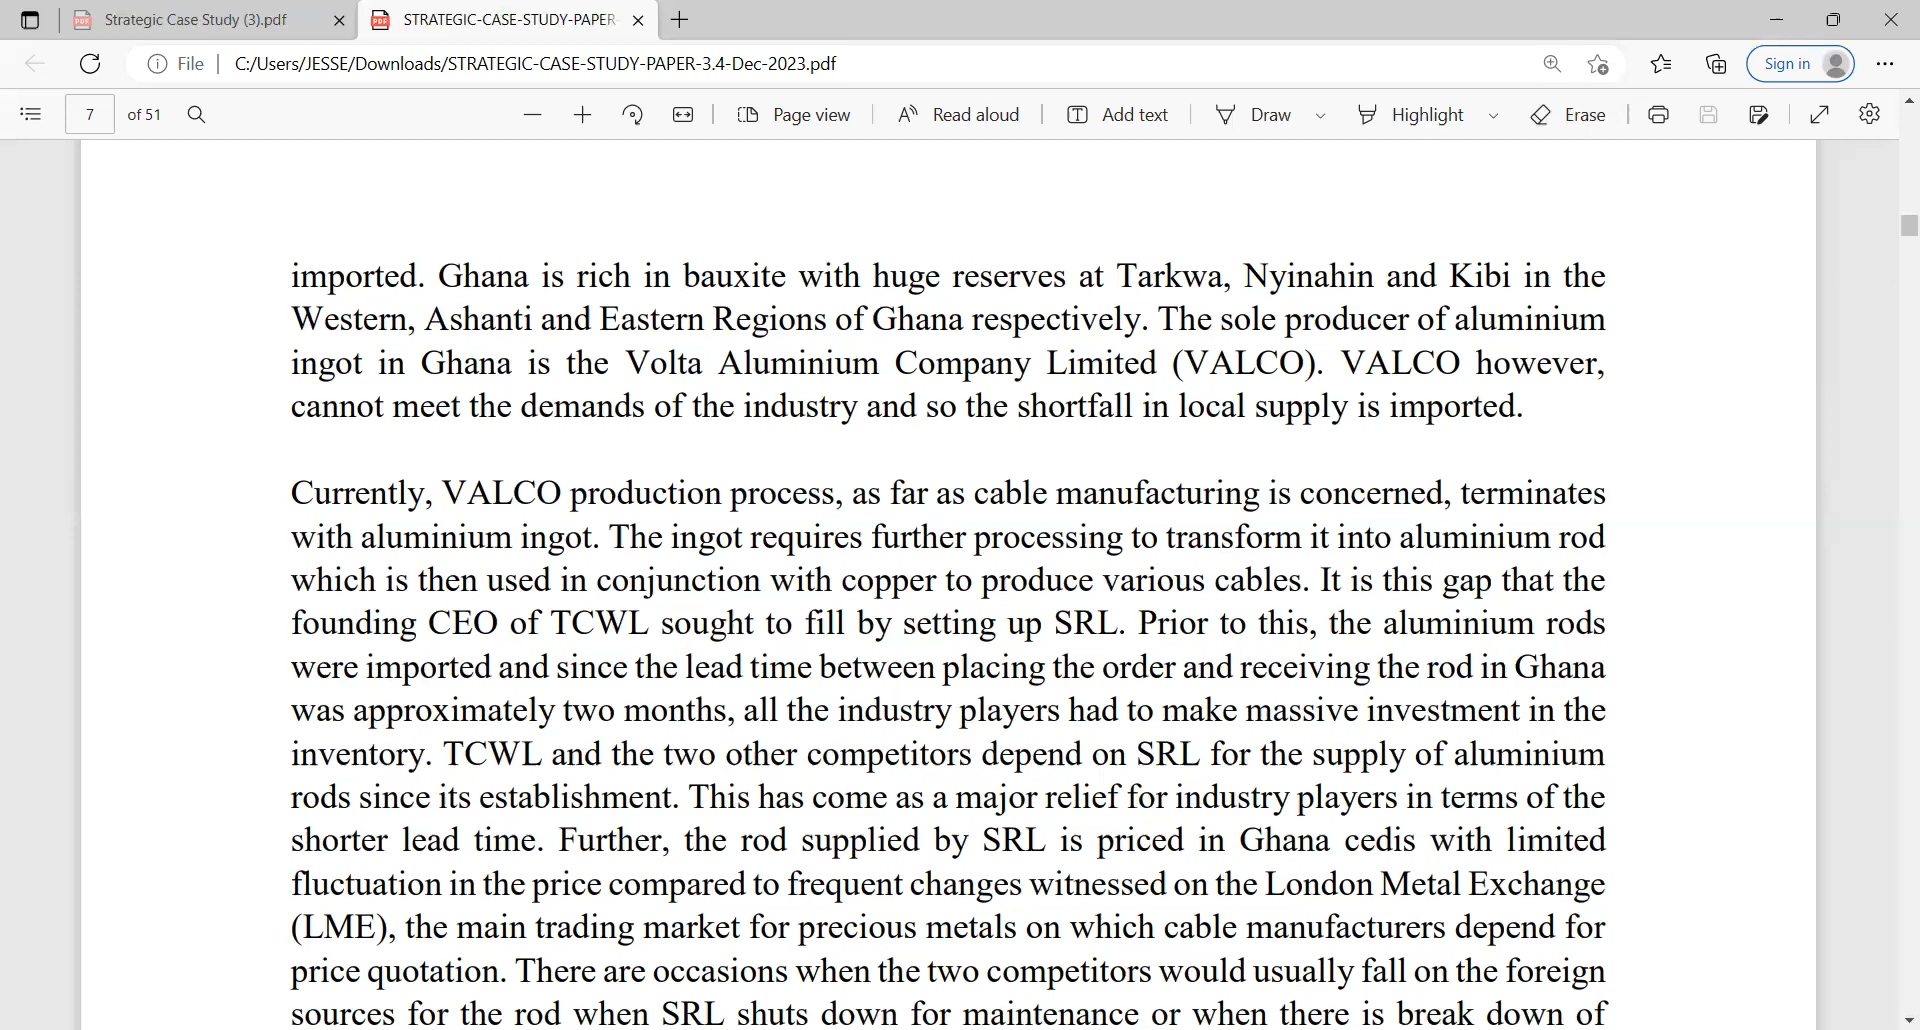 Strategic Case Study (3).pdf
STRATEGIC-CASE-STUDY-PAPER-
File
C:/Users/JESSE/Downloads/STRATEGIC-CASE-STUDY-PAPER-3.4-Dec-2023.pdf
Sign in
7 of 51
Page view
Read aloud
Add text
Draw
Highlight
Erase
imported. Ghana is rich in bauxite with huge reserves at Tarkwa, Nyinahin and Kibi in the
Western, Ashanti and Eastern Regions of Ghana respectively. The sole producer of aluminium
ingot in Ghana is the Volta Aluminium Company Limited (VALCO). VALCO however,
cannot meet the demands of the industry and so the shortfall in local supply is imported.
Currently, VALCO production process, as far as cable manufacturing is concerned, terminates
with aluminium ingot. The ingot requires further processing to transform it into aluminium rod
which is then used in conjunction with copper to produce various cables. It is this gap that the
founding CEO of TCWL sought to fill by setting up SRL. Prior to this, the aluminium rods
were imported and since the lead time between placing the order and receiving the rod in Ghana
was approximately two months, all the industry players had to make massive investment in the
inventory. TCWL and the two other competitors depend on SRL for the supply of aluminium
rods since its establishment. This has come as a major relief for industry players in terms of the
shorter lead time. Further, the rod supplied by SRL is priced in Ghana cedis with limited
fluctuation in the price compared to frequent changes witnessed on the London Metal Exchange
(LME), the main trading market for precious metals on which cable manufacturers depend for
price quotation. There are occasions when the two competitors would usually fall on the foreign
sources for the rod when SRL shuts down for maintenance or when there is break down of